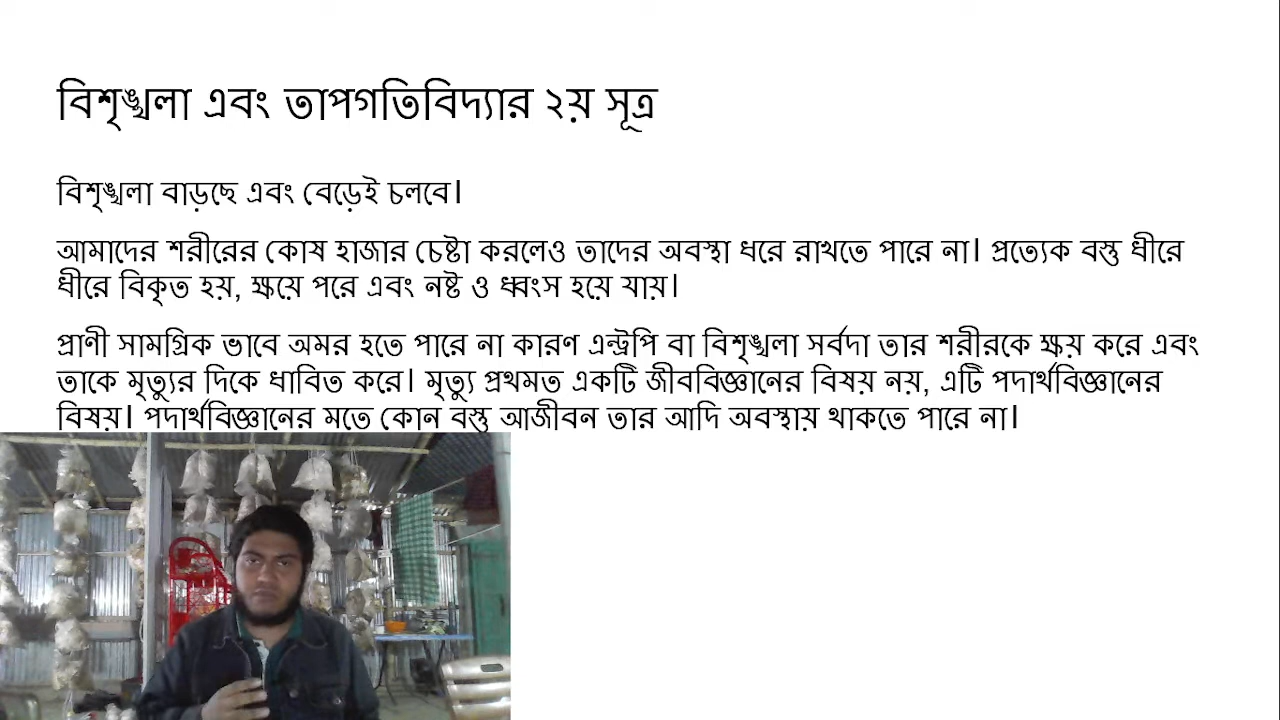 বিশৃঙ্খলা এবং তাপগতিবিদ্যার ২য় সূত্র
বিশৃঙ্খলা বাড়ছে এবং বেড়েই চলবে।
আমাদের শরীরের কোষ হাজার চেষ্টা করলেও তাদের অবস্থা ধরে রাখতে পারে না। প্রত্যেক বস্তু ধীরে
ধীরে বিকৃত হয়, ক্ষয়ে পরে এবং নষ্ট ও ধ্বংস হয়ে যায়।
প্রাণী সামগ্রিক ভাবে অমর হতে পারে না কারণ এন্ট্রপি বা বিশৃঙ্খলা সর্বদা তার শরীরকে ক্ষয় করে এবং
তাকে মৃত্যুর দিকে ধাবিত করে। মৃত্যু প্রথমত একটি জীববিজ্ঞানের বিষয় নয়, এটি পদার্থবিজ্ঞানের
বিষয়। পদার্থবিজ্ঞানের মতে কোন বস্তু আজীবন তার আদি অবস্থায় থাকতে পারে না।